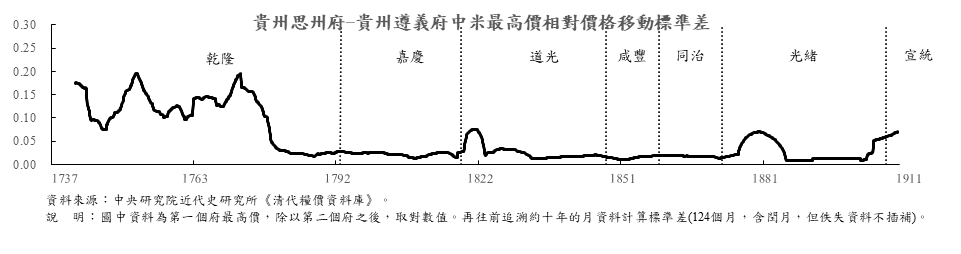 貴州思州府-貴州遵義府中米最高價相對價格移動標準差
0.30
0.25
0.20
0.15
0.10
0.05
0.00
乾隆 嘉慶 道光 咸豐 同治 光緒 宣統
1737 1763 1792 1822 1851 1881 1911
資料來源：中央研究院近代史研究所《清代糧價資料庫》。
說　明：圖中資料為第一個府最高價，除以第二個府之後，取對數值。再往前追溯約十年的月資料計算標準差(124個月，含閏月，但佚失資料不插補)。